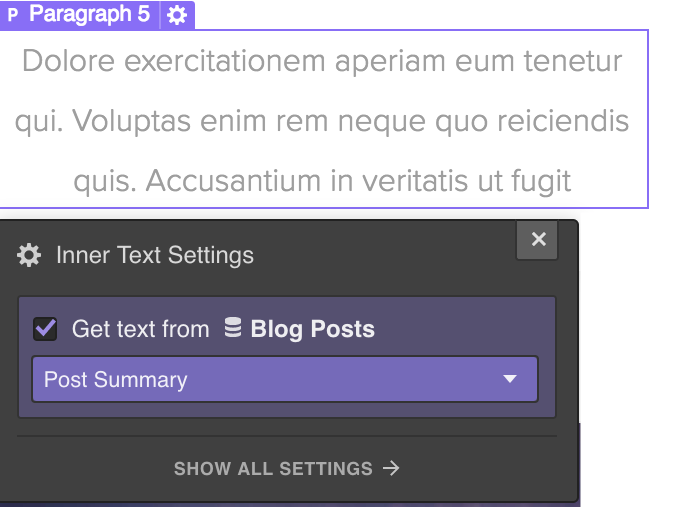 P Paragraph 5
Dolore exercitationem aperiam eum tenetur
qui. Voluptas enim rem neque quo reiciendis
quis. Accusantium in veritatis ut fugit
Inner Text Settings
Get text from Blog Posts
Post Summary
SHOW ALL SETTINGS →